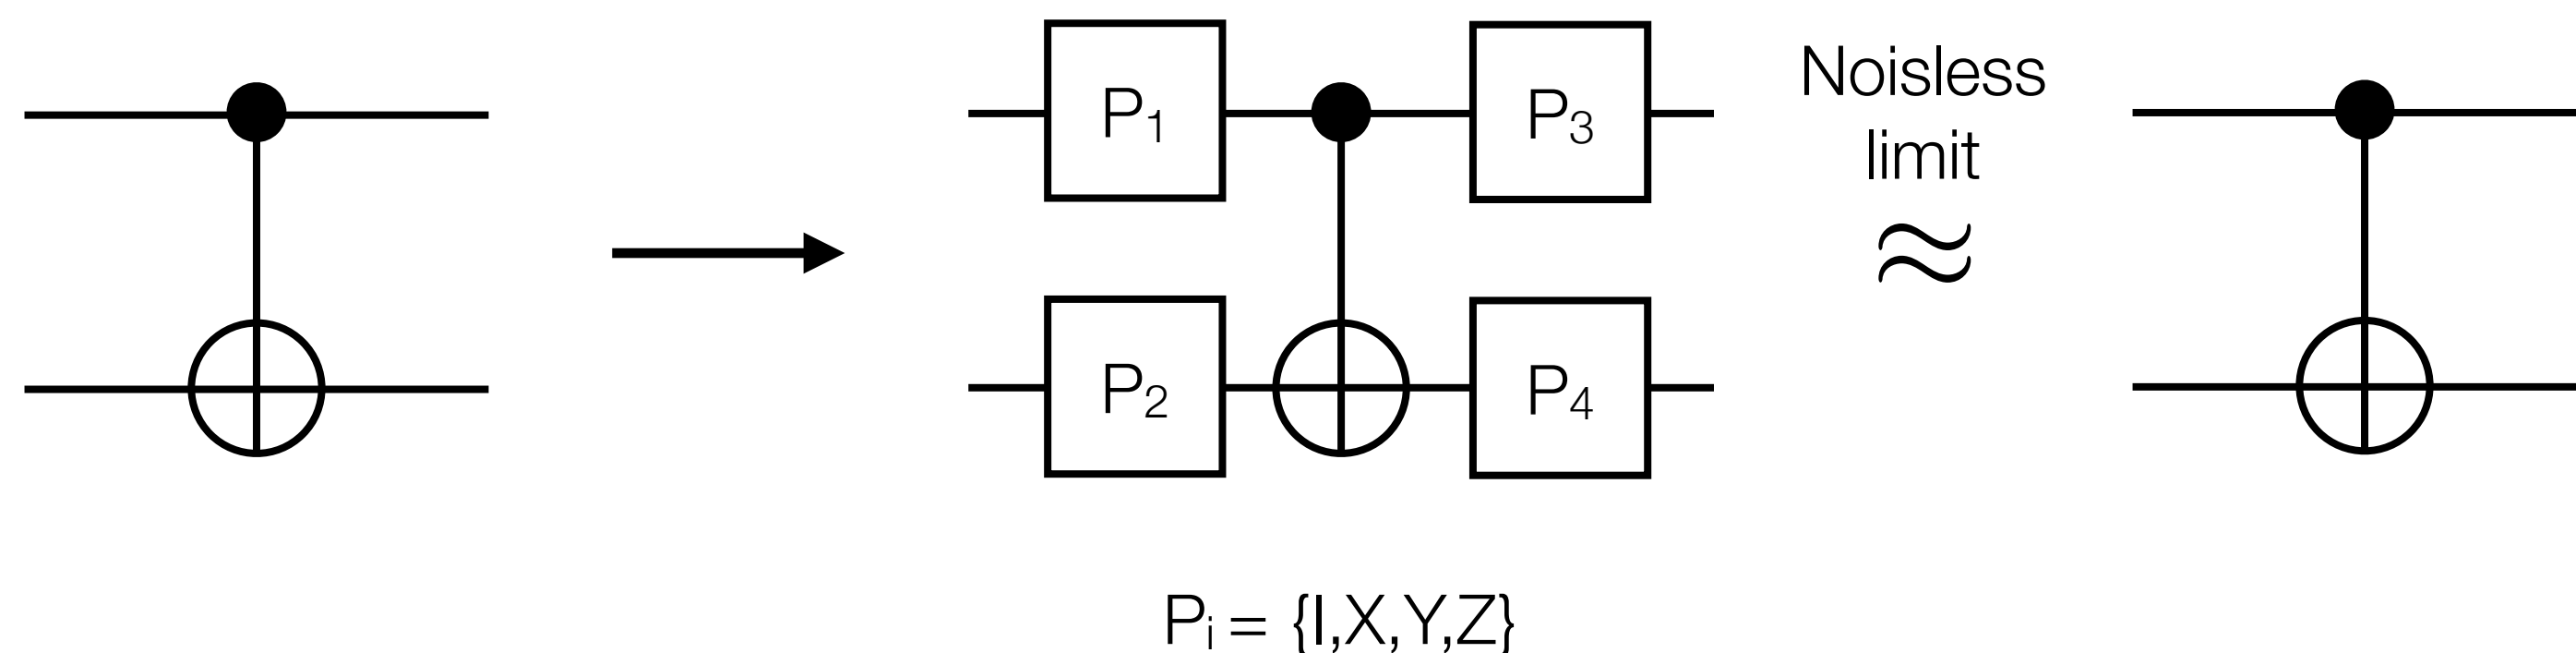 P₁
P₃
Noisless
limit
≈
P₂
P₄
Pᵢ = {I,X,Y,Z}